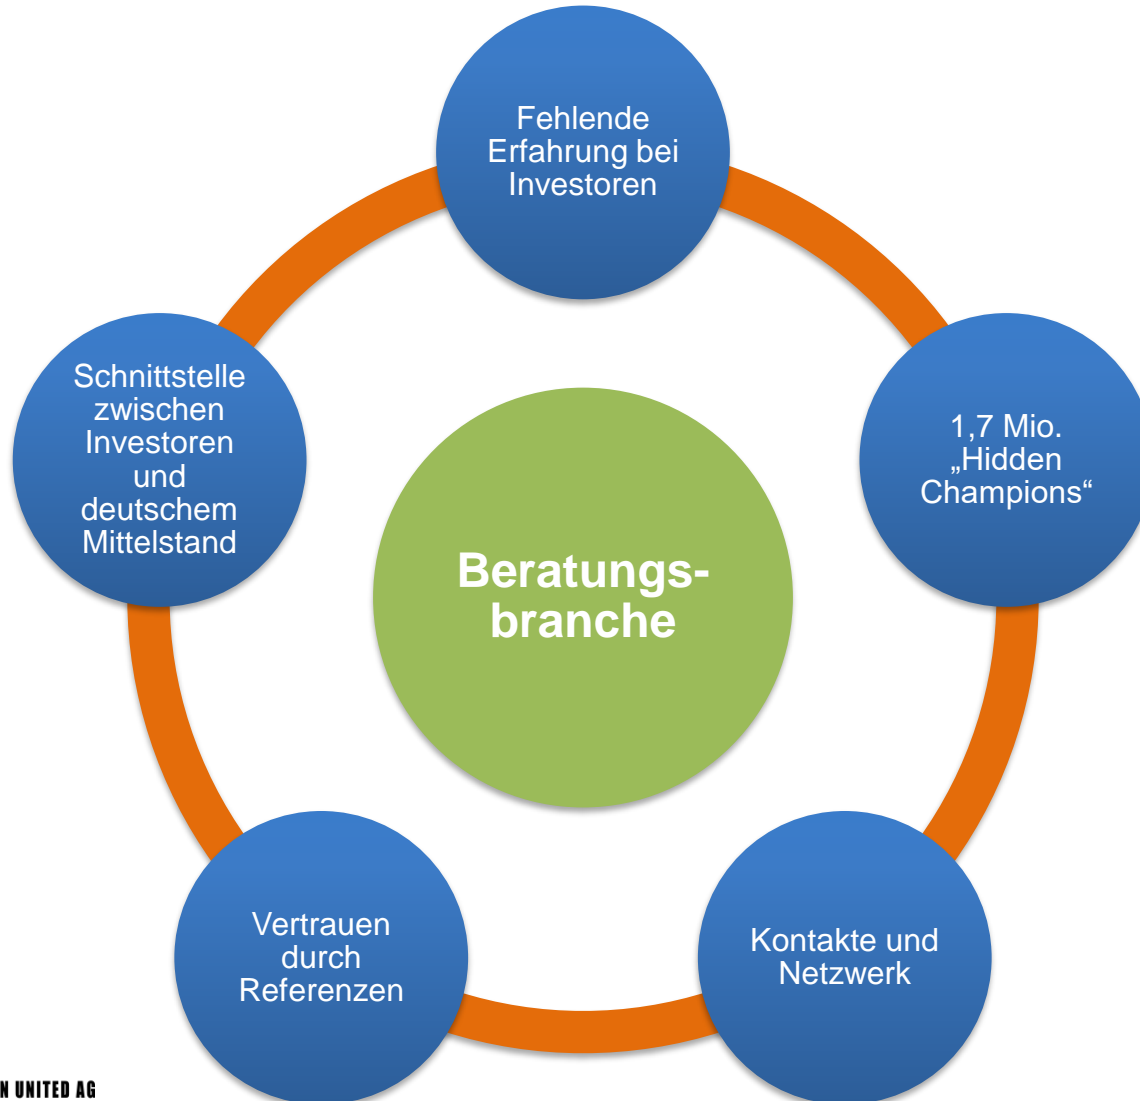 Fehlende
Erfahrung bei
Investoren
Schnittstelle
zwischen
Investoren
und
deutschem
Mittelstand
1,7 Mio.
„Hidden
Champions“
Beratungs-
branche
Vertrauen
durch
Referenzen
Kontakte und
Netzwerk
N UNITED AG